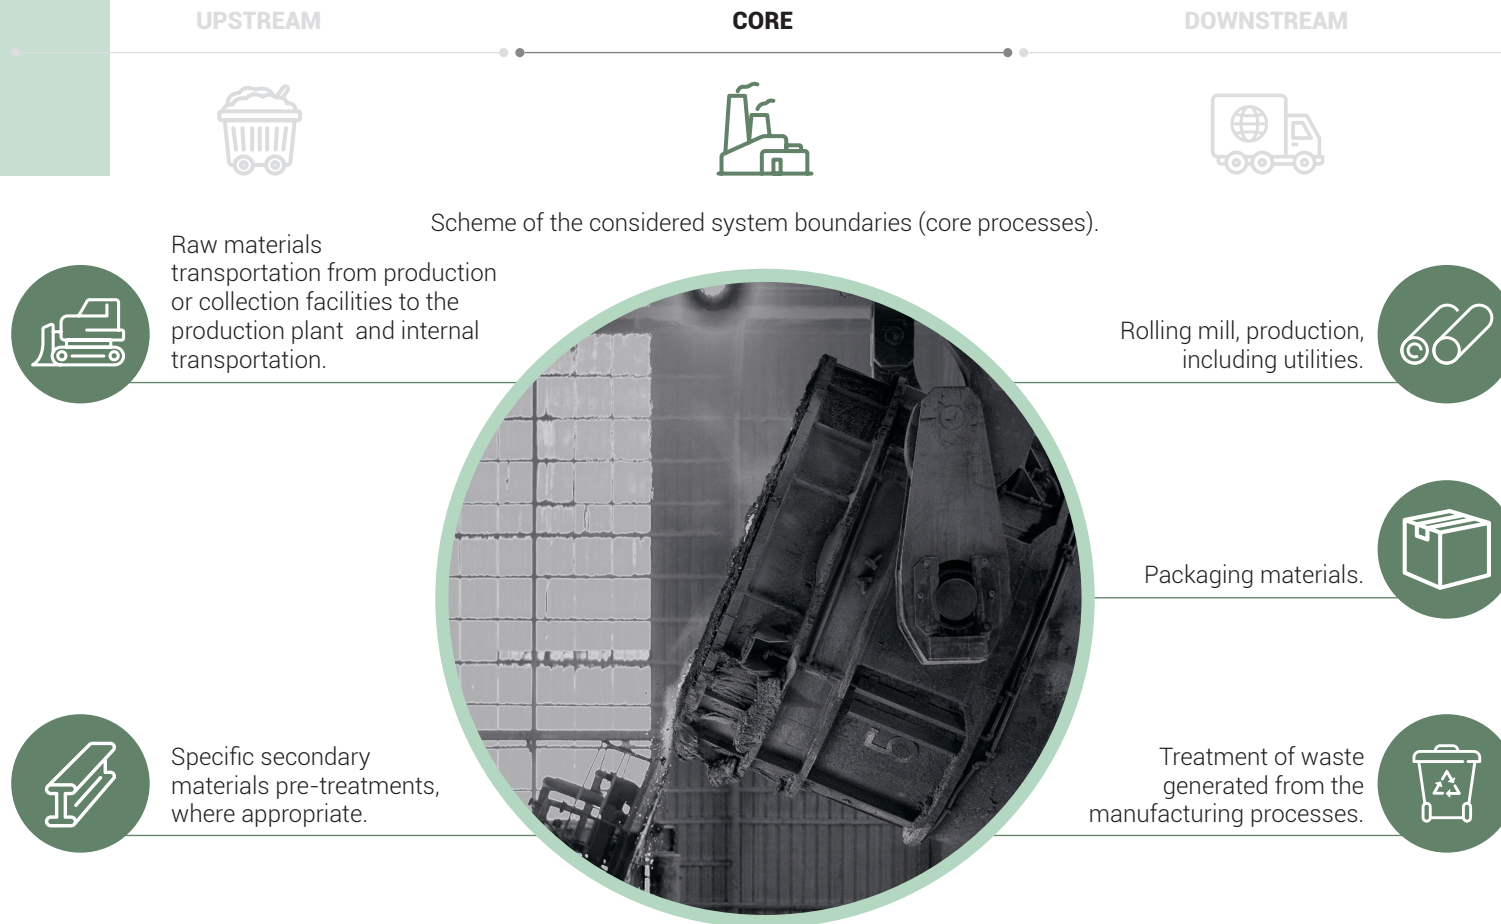 UPSTREAM
CORE
DOWNSTREAM
Scheme of the considered system boundaries (core processes).
Raw materials
transportation from production
or collection facilities to the
production plant and internal
transportation.
Rolling mill, production,
including utilities.
Packaging materials.
Specific secondary
materials pre-treatments,
where appropriate.
Treatment of waste
generated from the
manufacturing processes.